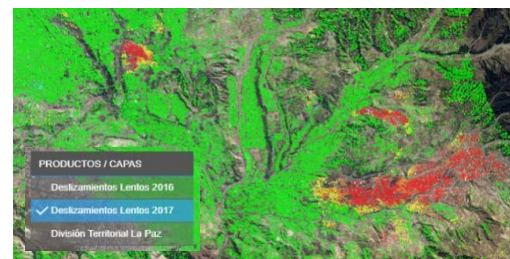 PRODUCTOS / CAPAS
Deslizamientos Lentos 2016
Deslizamientos Lentos 2017
División Territorial La Paz